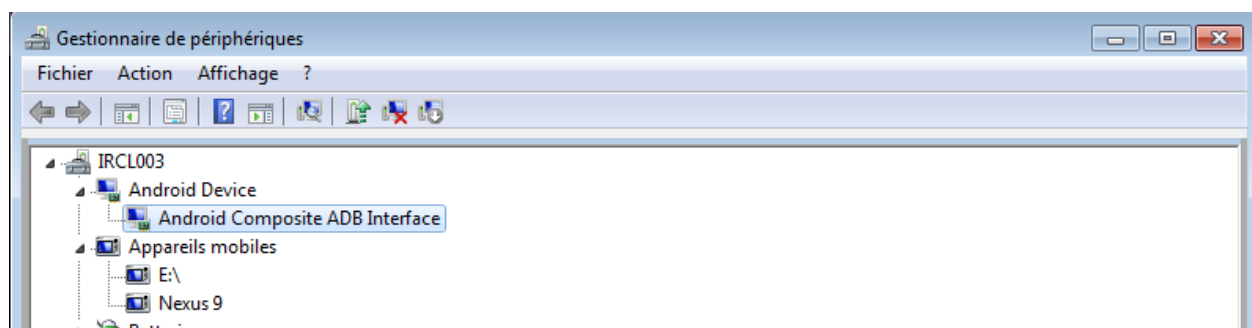 Gestionnaire de périphériques
Fichier Action Affichage ?
IRCL003
Android Device
Android Composite ADB Interface
Appareils mobiles
E:\
Nexus 9